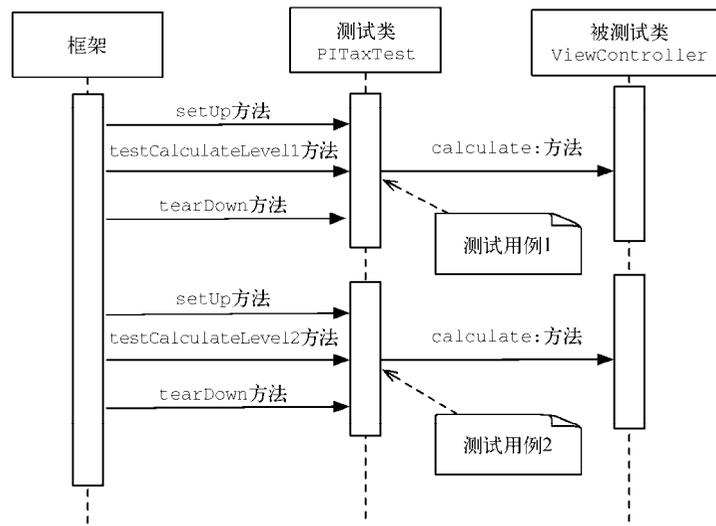 框架
测试类
PITaxTest
被测试类
ViewController
setUp方法
testCalculateLevel1方法
calculate:方法
tearDown方法
测试用例1
setUp方法
testCalculateLevel2方法
calculate:方法
tearDown方法
测试用例2